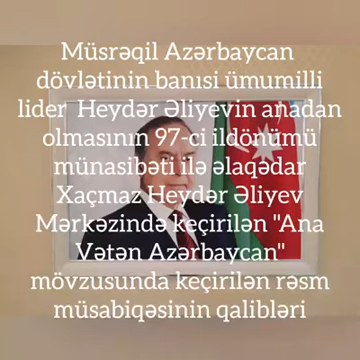 Müsrəqil Azərbaycan
dövlətinin banısi ümumilli
lider Heydər Əliyevin anadan
olmasının 97-ci ildönümü
münasibəti ilə əlaqədar
Xaçmaz Heydər Əliyev
Mərkəzində keçirilən "Ana
Vətən Azərbaycan"
mövzusunda keçirilən rəsm
müsabiqəsinin qalibləri